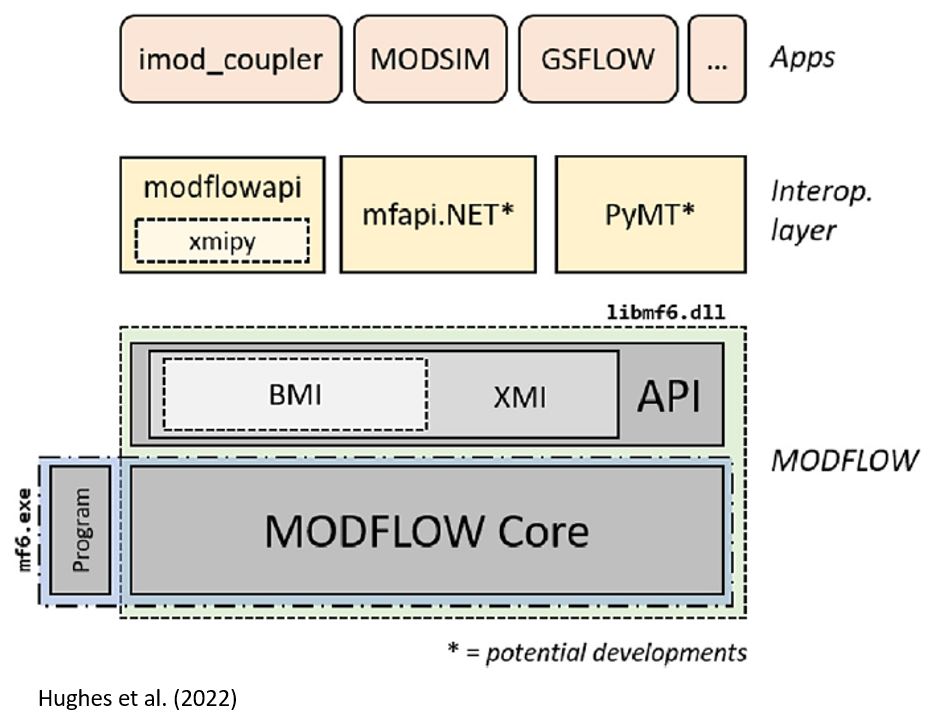 imod_coupler MODSIM GSFLOW ... Apps
modflowapi
xmipy
mfapi.NET*
PyMT*
Interop.
layer
libmf6.dll
BMI XMI API
MODFLOW
mf6.exe
Program
MODFLOW Core
* = potential developments
Hughes et al. (2022)